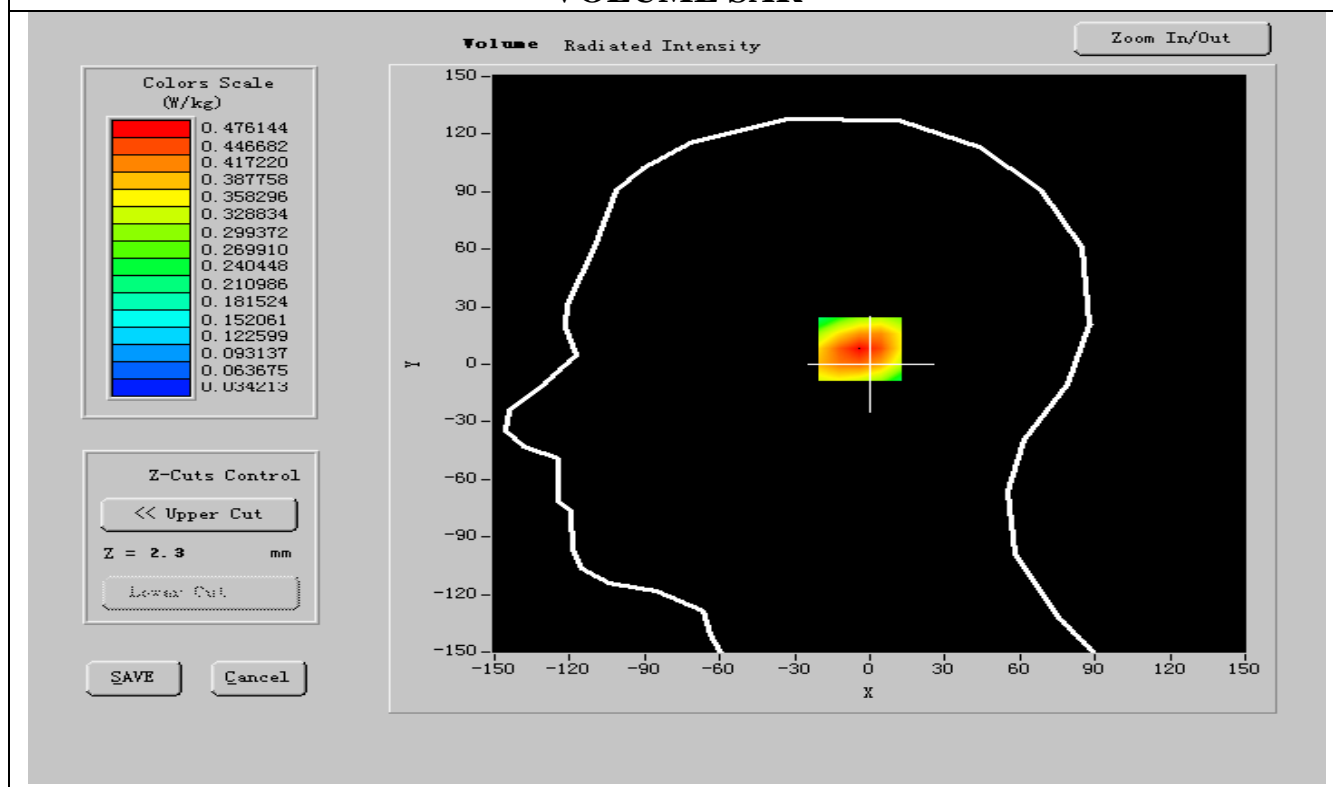 VOLUME SAR
Volume Radiated Intensity
Zoom In/Out
Colors Scale
(W/kg)
0.476144
0.446682
0.417220
0.387758
0.358296
0.328834
0.299372
0.269910
0.240448
0.210986
0.181524
0.152061
0.122599
0.093137
0.063675
0.034213
Z-Cuts Control
<< Upper Cut
Z = 2.3 mm
Lower Cut
SAVE
Cancel
150
120
90
60
30
0
-30
-60
-90
-120
-150
Y
-150 -120 -90 -60 -30 0 30 60 90 120 150
X